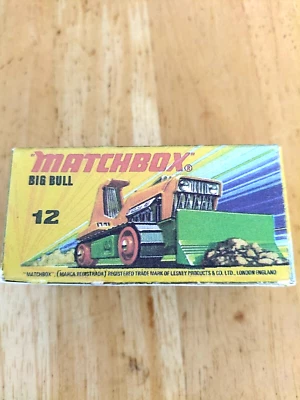 MATCHBOX®
BIG BULL
12
"MATCHBOX" (MARCA REGISTRADA) REGISTERED TRADE MARK OF LESNEY PRODUCTS & CO. LTD., LONDON ENGLAND